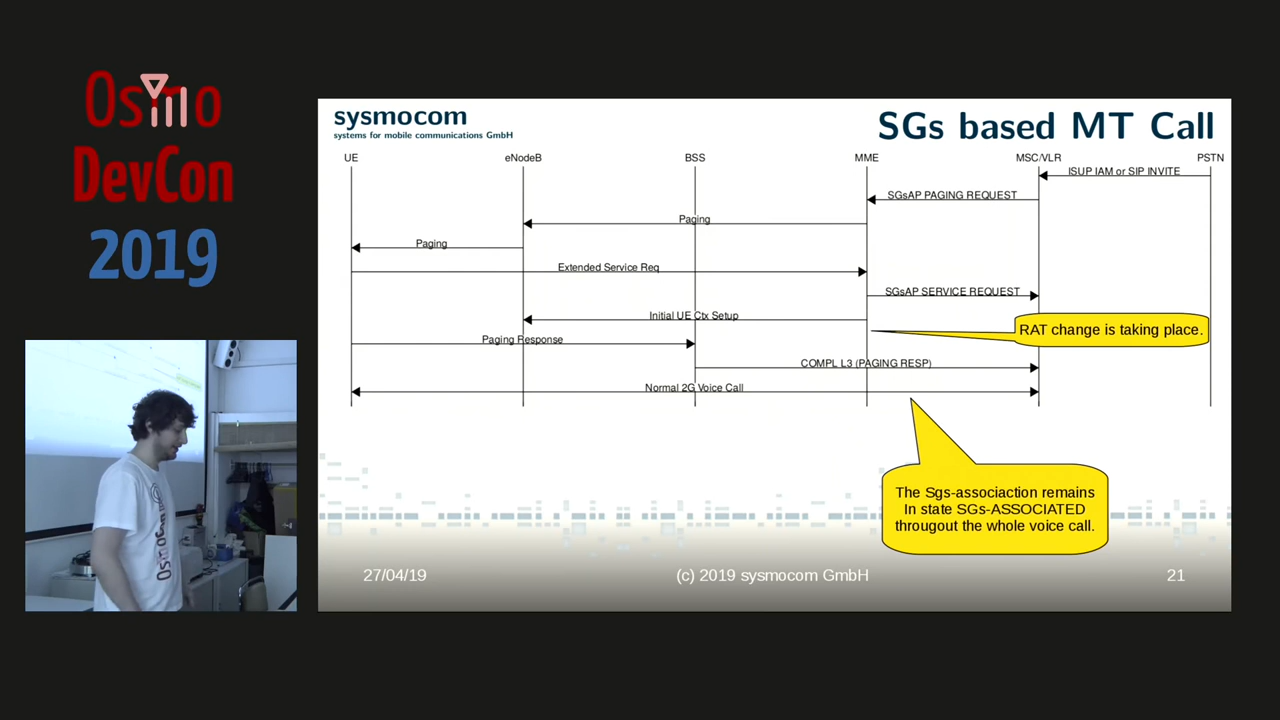 Osmo
DevCon
2019
sysmocom
systems for mobile communications GmbH
SGs based MT Call
UE
eNodeB
BSS
MME
MSC/VLR
PSTN
ISUP IAM or SIP INVITE
SGsAP PAGING REQUEST
Paging
Paging
Extended Service Req
SGsAP SERVICE REQUEST
Initial UE Ctx Setup
RAT change is taking place.
Paging Response
COMPL L3 (PAGING RESP)
Normal 2G Voice Call
The Sgs-associaction remains
In state SGs-ASSOCIATED
througout the whole voice call.
27/04/19
(c) 2019 sysmocom GmbH
21
OsmoCon